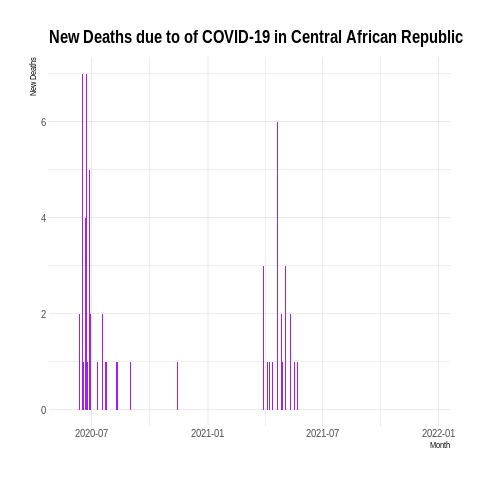 New Deaths due to of COVID-19 in Central African Republic
New Deaths
6
4
2
0
2020-07
2021-01
2021-07
2022-01
Month